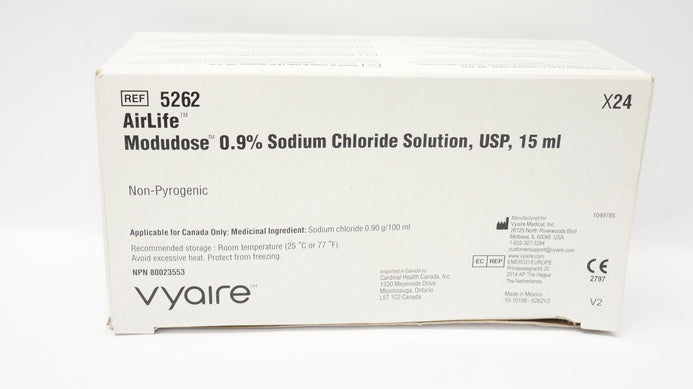 REF 5262
X24
AirLife™
Modudose™ 0.9% Sodium Chloride Solution, USP, 15 ml
Non-Pyrogenic
Applicable for Canada Only: Medicinal Ingredient: Sodium chloride 0.90 g/100 ml
Recommended storage : Room temperature (25 °C or 77 °F).
Avoid excessive heat. Protect from freezing.
NPN 80023553
vyaire™
Imported in Canada by
Cardinal Health Canada, Inc.
1330 Meyerside Drive
Mississauga, Ontario
L5T 1C2 Canada
Manufactured for
Vyaire Medical, Inc.
26125 North Riverwoods Blvd
Mettawa, IL 60045 USA
1-833-327-3284
customersupport@vyaire.com
www.vyaire.com
EC REP
EMERGO EUROPE
Prinsessegracht 20
2514 AP The Hague
The Netherlands
Made in Mexico
10-10156 - 5262V2
1049785
CE
2797
V2